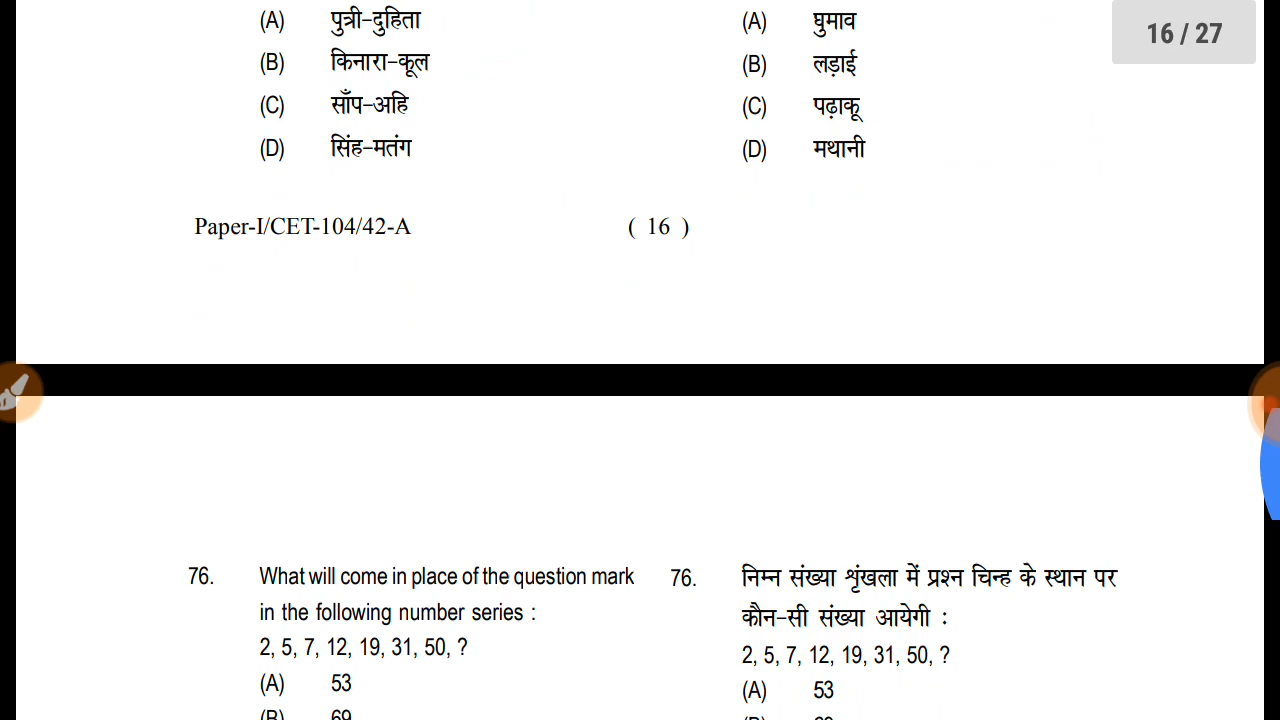 (A) पुत्री-दुहिता
(B) किनारा-कूल
(C) साँप-अहि
(D) सिंह-मतंग
(A) घुमाव
(B) लड़ाई
(C) पढ़ाकू
(D) मथानी
16 / 27
Paper-I/CET-104/42-A ( 16 )
76. What will come in place of the question mark
in the following number series :
2, 5, 7, 12, 19, 31, 50, ?
(A) 53
(B) 69
76. निम्न संख्या श्रृंखला में प्रश्न चिन्ह के स्थान पर
कौन-सी संख्या आयेगी :
2, 5, 7, 12, 19, 31, 50, ?
(A) 53